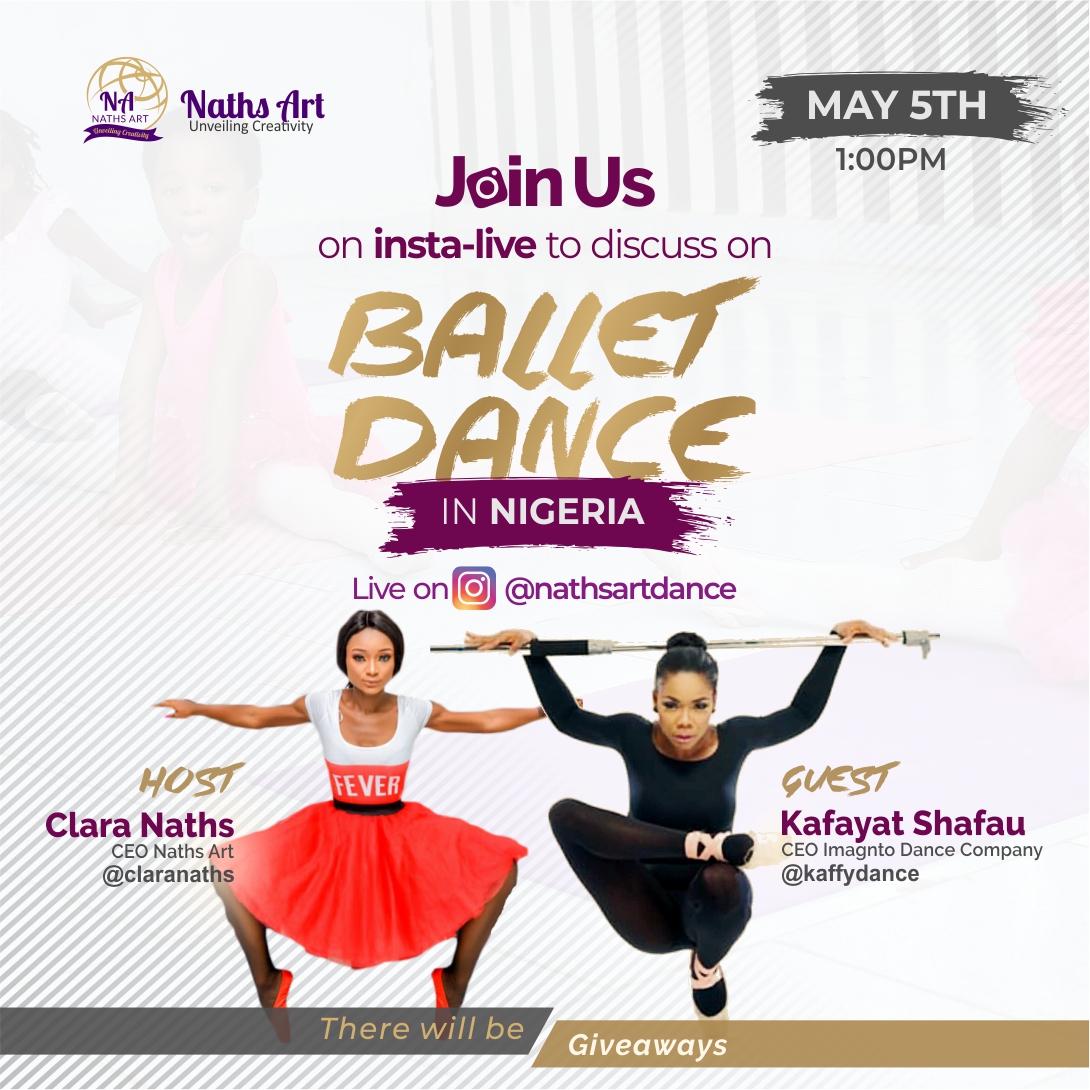 NA
NATHS ART
Unveiling Creativity
Naths Art
Unveiling Creativity
MAY 5TH
1:00PM
Join Us
on insta-live to discuss on
BALLET
DANCE
IN NIGERIA
Live on @nathsartdance
FEVER
HOST
Clara Naths
CEO Naths Art
@claranaths
GUEST
Kafayat Shafau
CEO Imagnto Dance Company
@kaffydance
There will be
Giveaways